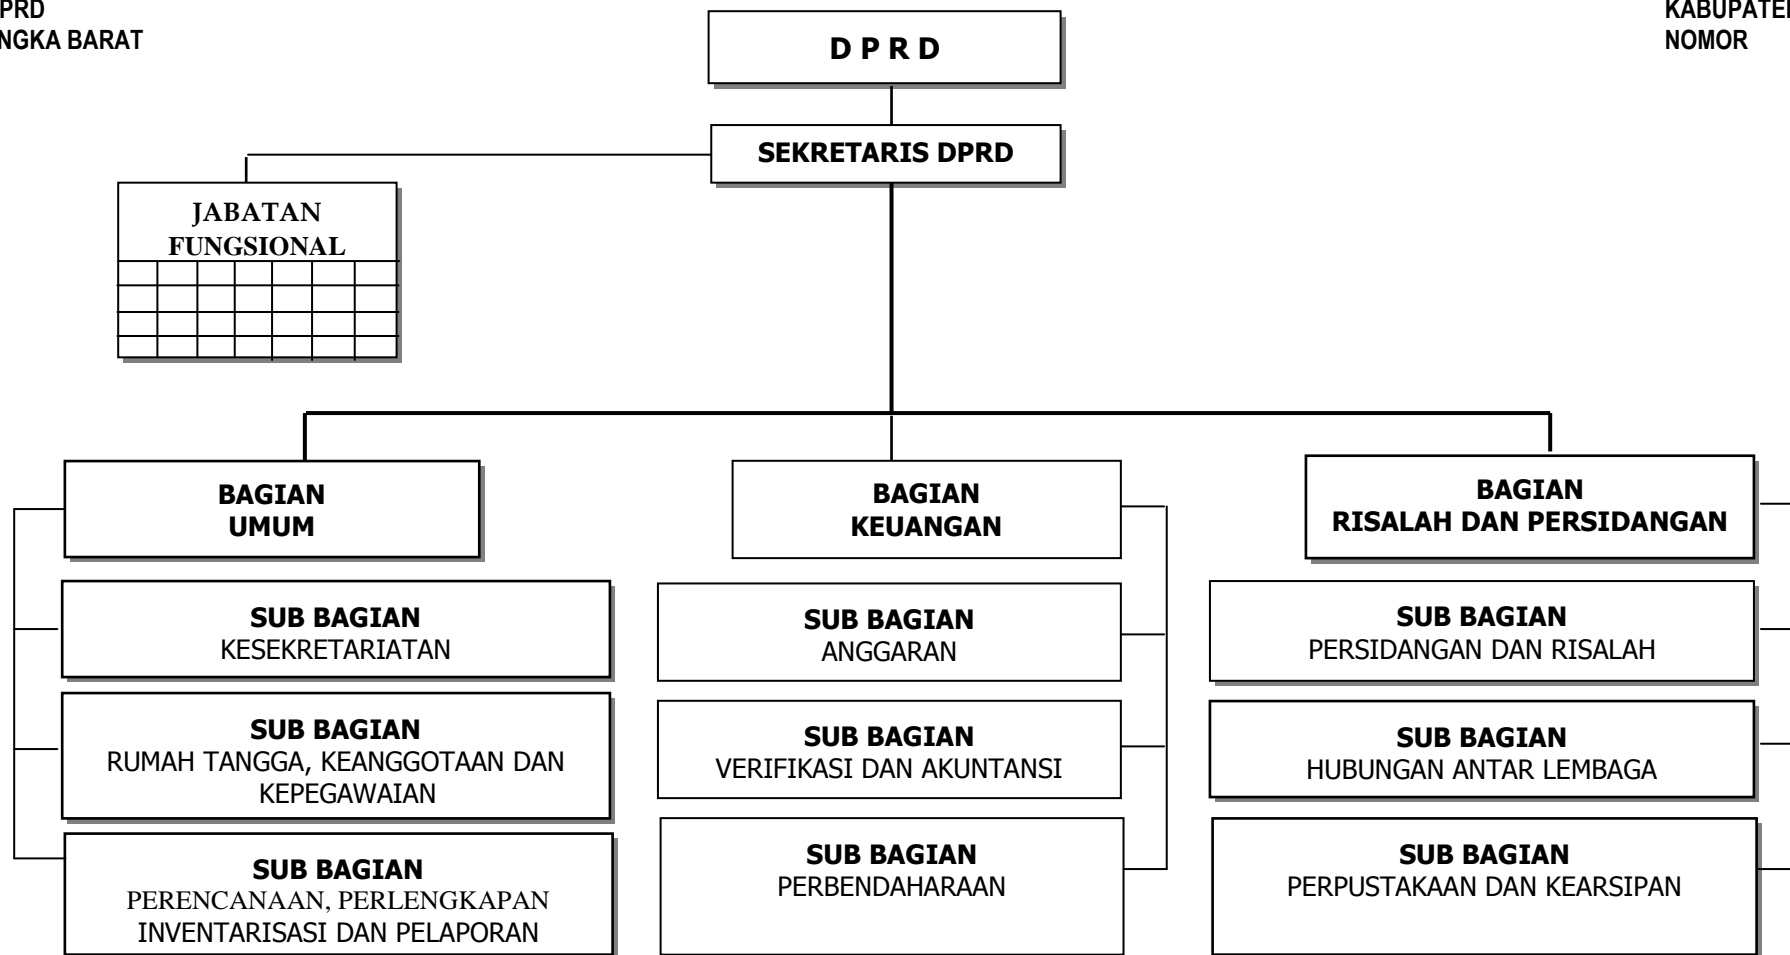 NGKA BARAT
NOMOR
D P R D
SEKRETARIS DPRD
JABATAN
FUNGSIONAL
BAGIAN
UMUM
SUB BAGIAN
KESEKRETARIATAN
SUB BAGIAN
RUMAH TANGGA, KEANGGOTAAN DAN
KEPEGAWAIAN
SUB BAGIAN
PERENCANAAN, PERLENGKAPAN
INVENTARISASI DAN PELAPORAN
BAGIAN
KEUANGAN
SUB BAGIAN
ANGGARAN
SUB BAGIAN
VERIFIKASI DAN AKUNTANSI
SUB BAGIAN
PERBENDAHARAAN
BAGIAN
RISALAH DAN PERSIDANGAN
SUB BAGIAN
PERSIDANGAN DAN RISALAH
SUB BAGIAN
HUBUNGAN ANTAR LEMBAGA
SUB BAGIAN
PERPUSTAKAAN DAN KEARSIPAN